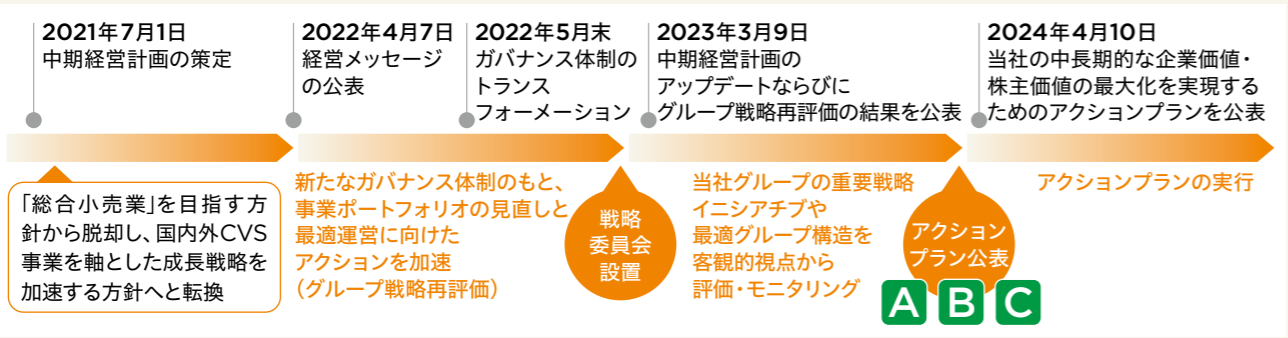 2021年7月1日
中期経営計画の策定
2022年4月7日
経営メッセージ
の公表
2022年5月末
ガバナンス体制の
トランス
フォーメーション
2023年3月9日
中期経営計画の
アップデートならびに
グループ戦略再評価の結果を公表
2024年4月10日
当社の中長期的な企業価値・
株主価値の最大化を実現する
ためのアクションプランを公表
「総合小売業」を目指す方
針から脱却し、国内外CVS
事業を軸とした成長戦略を
加速する方針へと転換
新たなガバナンス体制のもと、
事業ポートフォリオの見直しと
最適運営に向けた
アクションを加速
（グループ戦略再評価）
戦略
委員会
設置
当社グループの重要戦略
イニシアチブや
最適グループ構造を
客観的視点から
評価・モニタリング
アクション
プラン公表
A B C
アクションプランの実行